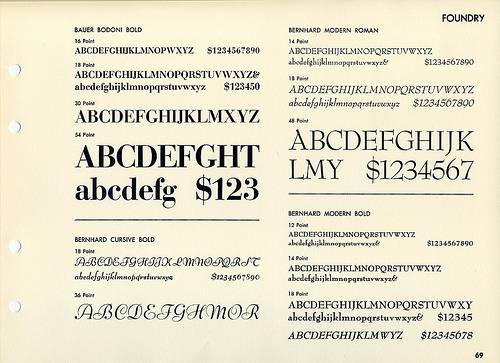 FOUNDRY
BAUER BODONI BOLD
16 Point
ABCDEFGHIJKLMNOPWXYZ $1234567890
18 Point
ABCDEFGHIJKLMNOPQRSTUVWXYZ&
abcdefghijklmnopqrstuvwxyz $123450
30 Point
ABCDEFGHIJKLMXYZ
54 Point
ABCDEFGHT
abcdefg $123
BERNHARD CURSIVE BOLD
18 Point
ABCDEFGHIJKLMNOPQRST
abcdefghijklmnopqrstuvwxyz $1234567890
36 Point
ABCDEFGHMOR
BERNHARD MODERN ROMAN
14 Point
ABCDEFGHIJKLMNOPQRSTUVWXYZ
abcdefghijklmnopqrstuvwxyz& $1234567890
18 Point
ABCDEFGHIJKLMNOPQRSTUVWXYZ
abcdefghijklmnopqrstuvwxyz $1234567890
48 Point
ABCDEFGHIJK
LMY $1234567
BERNHARD MODERN BOLD
12 Point
ABCDEFGHIJKLMNOPQRSTUVWXYZ
abcdefghijklmnopqrstuvwxyz& $1234567890
14 Point
ABCDEFGHIJKLMNOPQRSTUVWXYZ
abcdefghijklmnopqrstuvwxyz&
18 Point
ABCDEFGHIJKLMNOPQRSTUVWXY
abcdefghijklmnopqrstuvwxyz& $12345
ABCDEFGHIJKLMWYZ $12345678
69